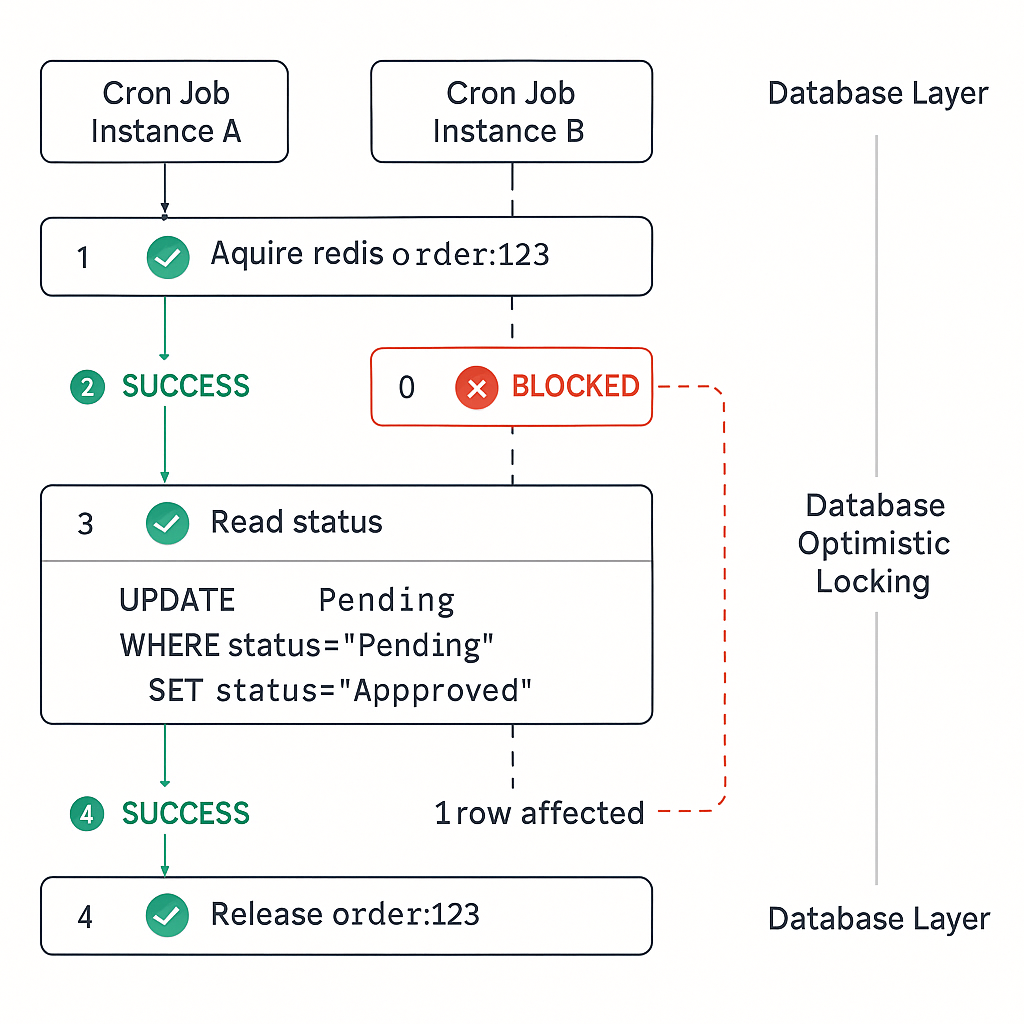 Cron Job
Instance A
Cron Job
Instance B
Database Layer
1 Aquire redis order:123
2 SUCCESS
0 BLOCKED
3 Read status
Database
Optimistic
Locking
UPDATE Pending
WHERE status="Pending"
SET status="Appproved"
4 SUCCESS
1 row affected
4 Release order:123
Database Layer